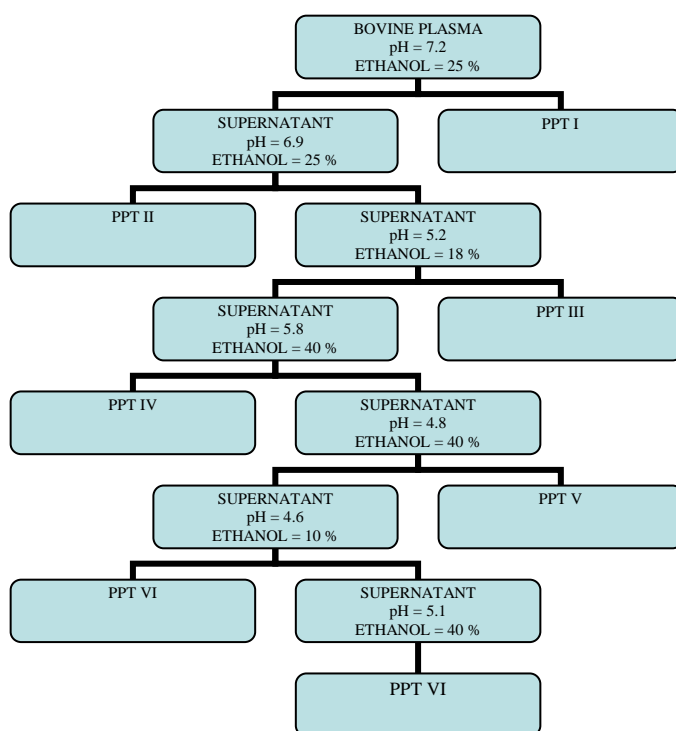 BOVINE PLASMA
pH = 7.2
ETHANOL = 25 %
SUPERNATANT
pH = 6.9
ETHANOL = 25 %
PPT I
PPT II
SUPERNATANT
pH = 5.2
ETHANOL = 18 %
SUPERNATANT
pH = 5.8
ETHANOL = 40 %
PPT III
PPT IV
SUPERNATANT
pH = 4.8
ETHANOL = 40 %
SUPERNATANT
pH = 4.6
ETHANOL = 10 %
PPT V
PPT VI
SUPERNATANT
pH = 5.1
ETHANOL = 40 %
PPT VI